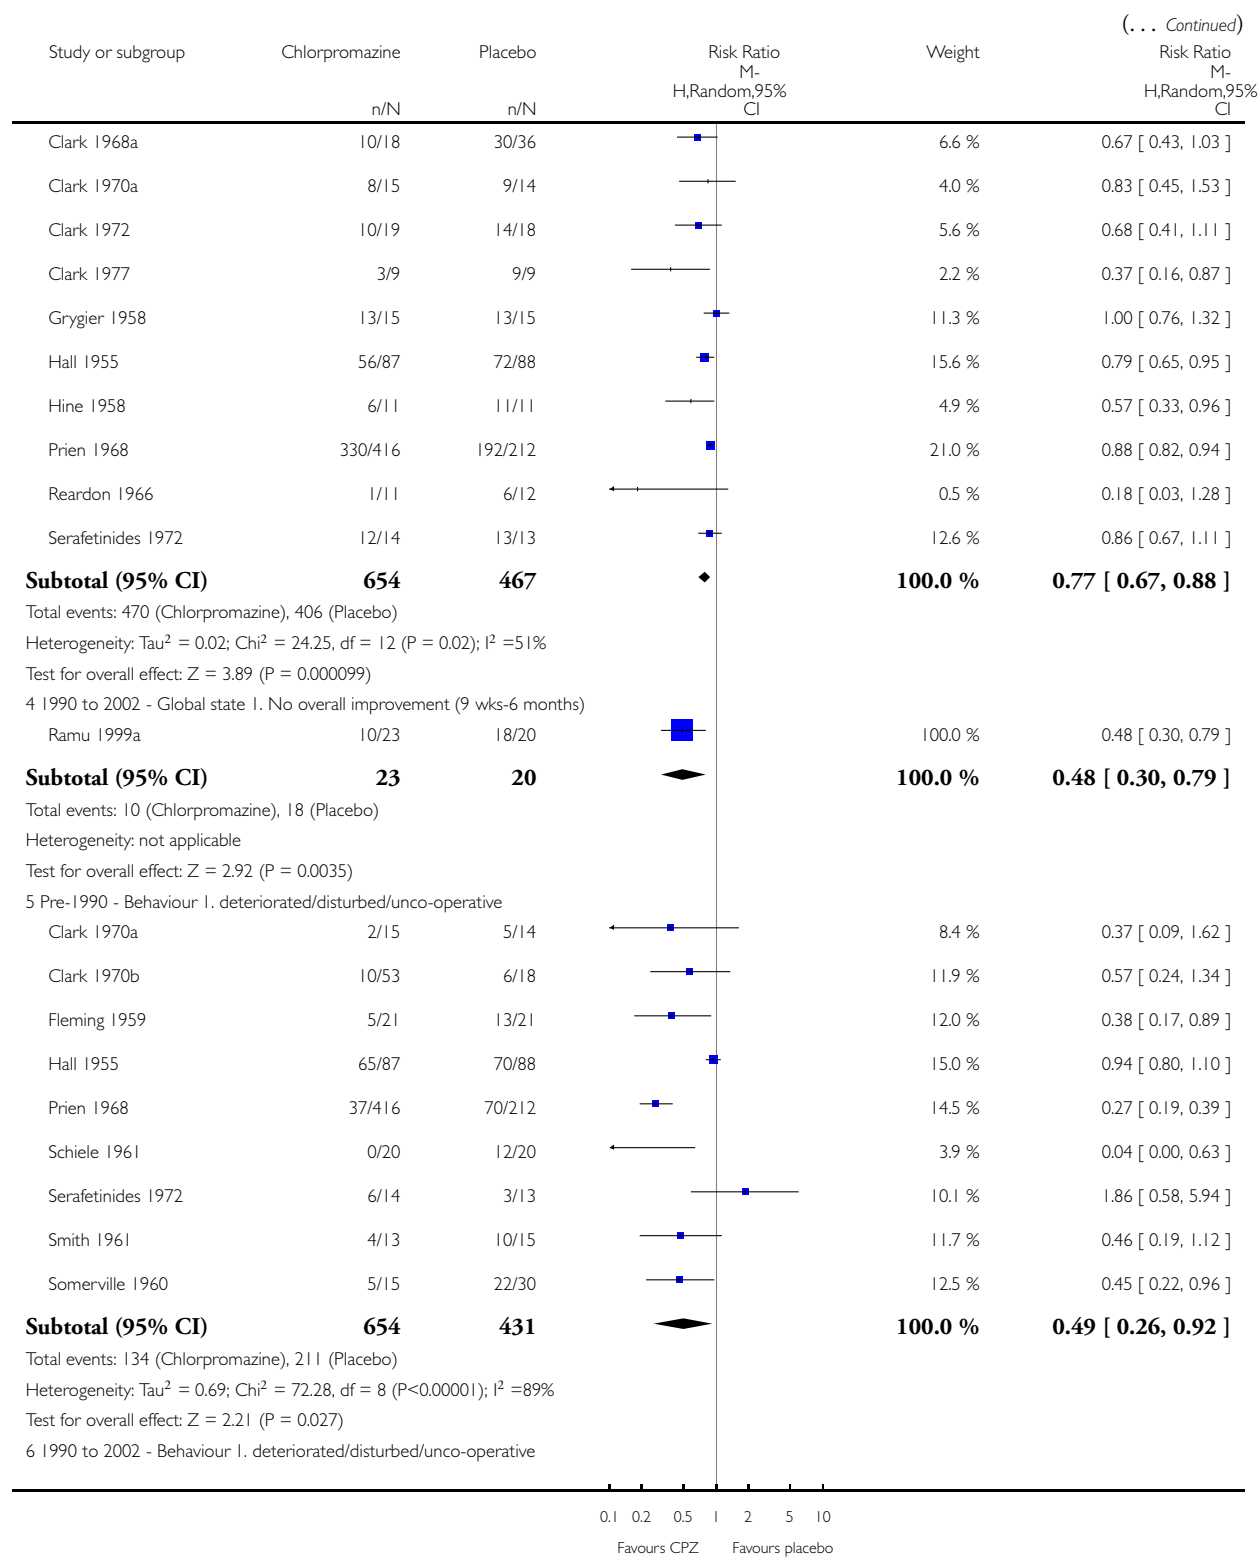 (... Continued)
Study or subgroup Chlorpromazine Placebo Risk Ratio Weight Risk Ratio
M- M-
H,Random,95% H,Random,95%
n/N n/N CI CI
Clark 1968a 10/18 30/36 6.6 % 0.67 [ 0.43, 1.03 ]
Clark 1970a 8/15 9/14 4.0 % 0.83 [ 0.45, 1.53 ]
Clark 1972 10/19 14/18 5.6 % 0.68 [ 0.41, 1.11 ]
Clark 1977 3/9 9/9 2.2 % 0.37 [ 0.16, 0.87 ]
Grygier 1958 13/15 13/15 11.3 % 1.00 [ 0.76, 1.32 ]
Hall 1955 56/87 72/88 15.6 % 0.79 [ 0.65, 0.95 ]
Hine 1958 6/11 11/11 4.9 % 0.57 [ 0.33, 0.96 ]
Prien 1968 330/416 192/212 21.0 % 0.88 [ 0.82, 0.94 ]
Reardon 1966 1/11 6/12 0.5 % 0.18 [ 0.03, 1.28 ]
Serafetinides 1972 12/14 13/13 12.6 % 0.86 [ 0.67, 1.11 ]
Subtotal (95% CI) 654 467 100.0 % 0.77 [ 0.67, 0.88 ]
Total events: 470 (Chlorpromazine), 406 (Placebo)
Heterogeneity: Tau² = 0.02; Chi² = 24.25, df = 12 (P = 0.02); I² =51%
Test for overall effect: Z = 3.89 (P = 0.000099)
4 1990 to 2002 - Global state 1. No overall improvement (9 wks-6 months)
Ramu 1999a 10/23 18/20 100.0 % 0.48 [ 0.30, 0.79 ]
Subtotal (95% CI) 23 20 100.0 % 0.48 [ 0.30, 0.79 ]
Total events: 10 (Chlorpromazine), 18 (Placebo)
Heterogeneity: not applicable
Test for overall effect: Z = 2.92 (P = 0.0035)
5 Pre-1990 - Behaviour 1. deteriorated/disturbed/unco-operative
Clark 1970a 2/15 5/14 8.4 % 0.37 [ 0.09, 1.62 ]
Clark 1970b 10/53 6/18 11.9 % 0.57 [ 0.24, 1.34 ]
Fleming 1959 5/21 13/21 12.0 % 0.38 [ 0.17, 0.89 ]
Hall 1955 65/87 70/88 15.0 % 0.94 [ 0.80, 1.10 ]
Prien 1968 37/416 70/212 14.5 % 0.27 [ 0.19, 0.39 ]
Schiele 1961 0/20 12/20 3.9 % 0.04 [ 0.00, 0.63 ]
Serafetinides 1972 6/14 3/13 10.1 % 1.86 [ 0.58, 5.94 ]
Smith 1961 4/13 10/15 11.7 % 0.46 [ 0.19, 1.12 ]
Somerville 1960 5/15 22/30 12.5 % 0.45 [ 0.22, 0.96 ]
Subtotal (95% CI) 654 431 100.0 % 0.49 [ 0.26, 0.92 ]
Total events: 134 (Chlorpromazine), 211 (Placebo)
Heterogeneity: Tau² = 0.69; Chi² = 72.28, df = 8 (P<0.00001); I² =89%
Test for overall effect: Z = 2.21 (P = 0.027)
6 1990 to 2002 - Behaviour 1. deteriorated/disturbed/unco-operative
0.1 0.2 0.5 1 2 5 10
Favours CPZ Favours placebo